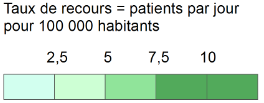 Taux de recours = patients par jour
pour 100 000 habitants
2,5 5 7,5 10